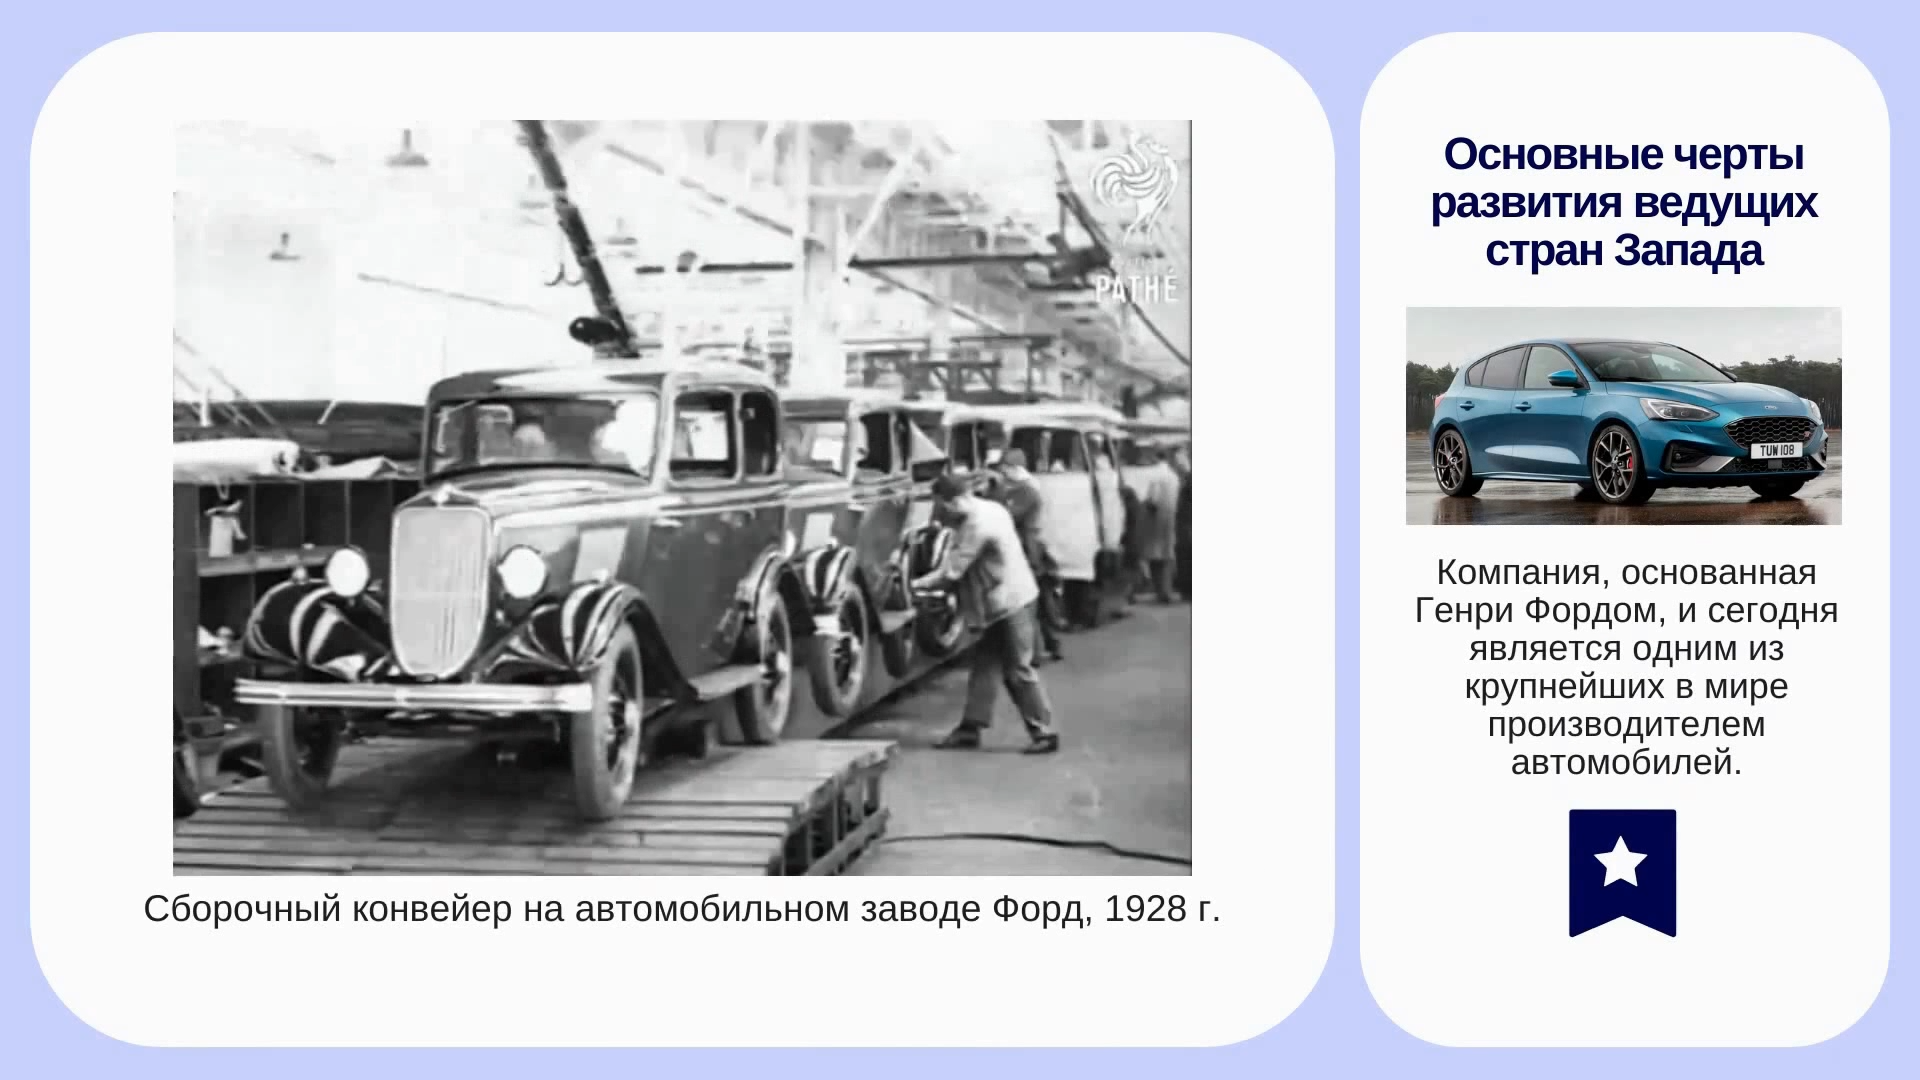 PATHÉ
Сборочный конвейер на автомобильном заводе Форд, 1928 г.
Основные черты
развития ведущих
стран Запада
TUW 108
Компания, основанная
Генри Фордом, и сегодня
является одним из
крупнейших в мире
производителем
автомобилей.